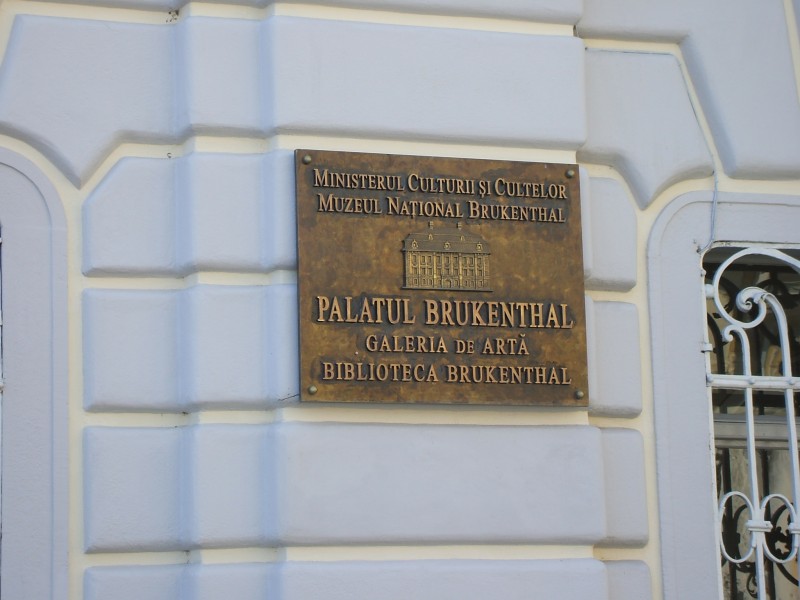 MINISTERUL CULTURII ŞI CULTELOR
MUZEUL NAŢIONAL BRUKENTHAL
PALATUL BRUKENTHAL
GALERIA DE ARTĂ
BIBLIOTECA BRUKENTHAL